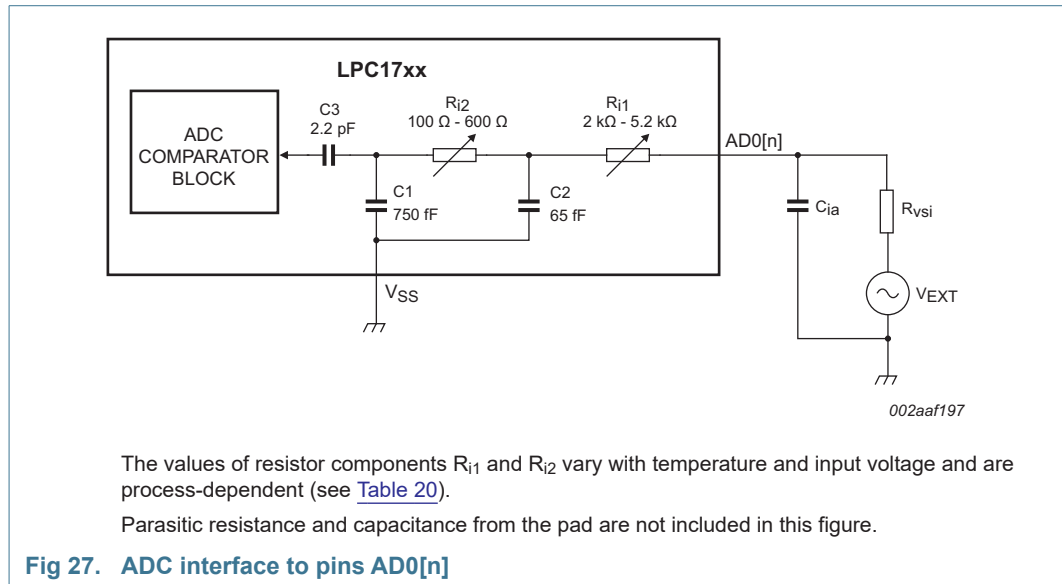 LPC17xx
ADC
COMPARATOR
BLOCK
C3
2.2 pF
Ri2
100 Ω - 600 Ω
Ri1
2 kΩ - 5.2 kΩ
AD0[n]
C1
750 fF
C2
65 fF
Cia
Rvsi
VSS
VEXT
002aaf197
The values of resistor components Ri1 and Ri2 vary with temperature and input voltage and are
process-dependent (see Table 20).
Parasitic resistance and capacitance from the pad are not included in this figure.
Fig 27. ADC interface to pins AD0[n]